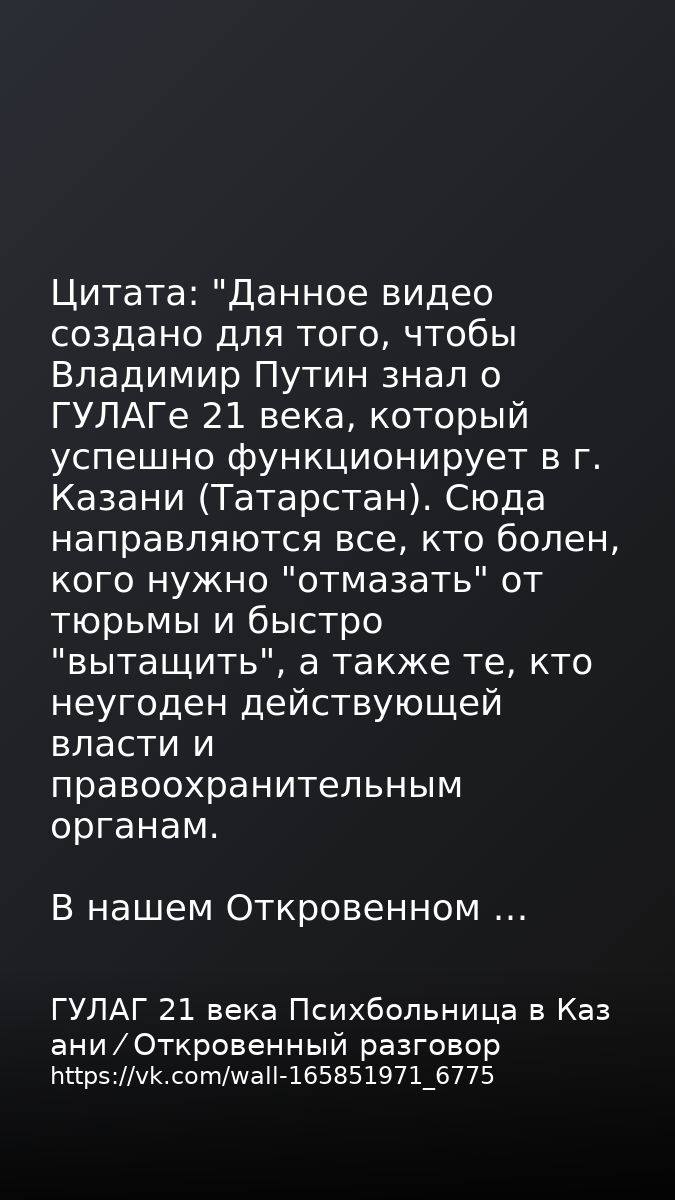 Цитата: "Данное видео
создано для того, чтобы
Владимир Путин знал о
ГУЛАГе 21 века, который
успешно функционирует в г.
Казани (Татарстан). Сюда
направляются все, кто болен,
кого нужно "отмазать" от
тюрьмы и быстро
"вытащить", а также те, кто
неугоден действующей
власти и
правоохранительным
органам.
В нашем Откровенном ...
ГУЛАГ 21 века Психбольница в Каз
ани ⁄ Откровенный разговор
https://vk.com/wall-165851971_6775